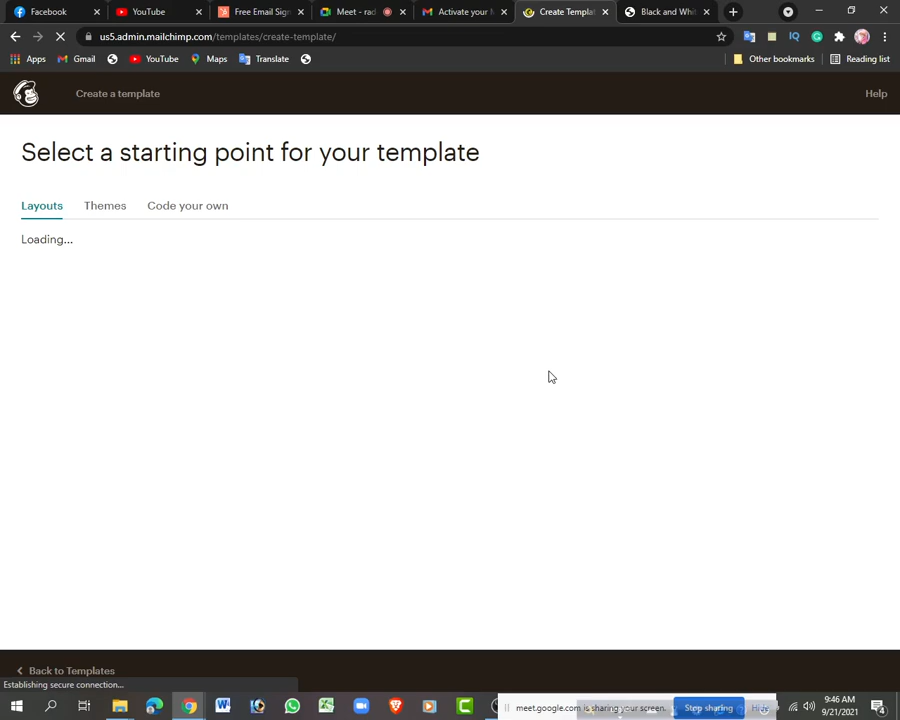 Facebook
YouTube
Free Email Sign
Meet - rad
Activate your M
Create Templat
Black and Whit
us5.admin.mailchimp.com/templates/create-template/
Apps
Gmail
YouTube
Maps
Translate
Other bookmarks
Reading list
Create a template
Help
Select a starting point for your template
Layouts
Themes
Code your own
Loading...
Back to Templates
Establishing secure connection...
meet.google.com is sharing your screen.
Stop sharing
Hide
9:46 AM
9/21/2021